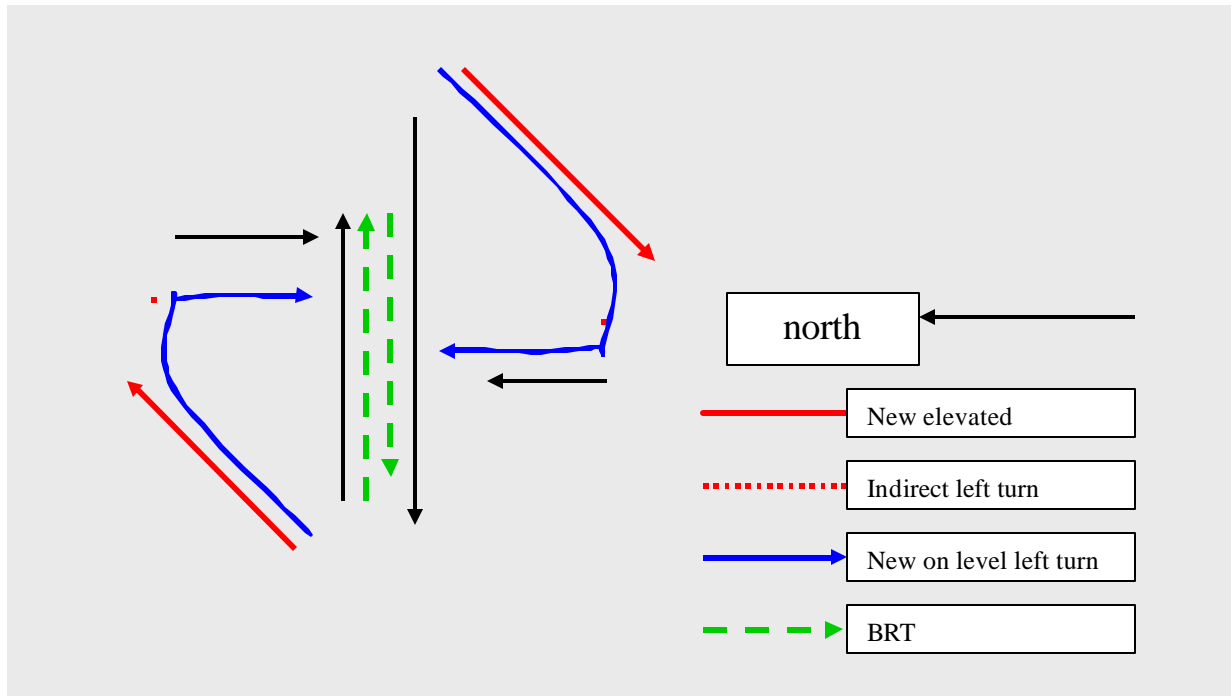 north
New elevated
Indirect left turn
New on level left turn
BRT